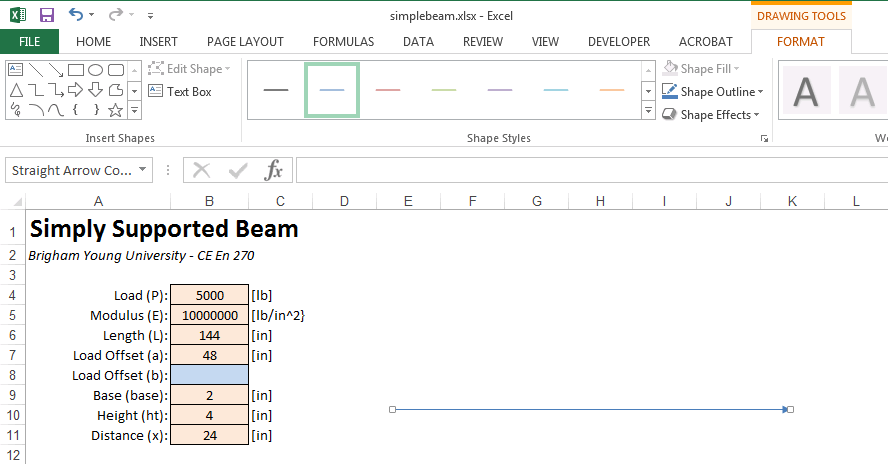 simplebeam.xlsx - Excel
DRAWING TOOLS
FILE HOME INSERT PAGE LAYOUT FORMULAS DATA REVIEW VIEW DEVELOPER ACROBAT FORMAT
Edit Shape
Text Box
Insert Shapes
Shape Styles
Shape Fill
Shape Outline
Shape Effects
A A
Straight Arrow Co...
fx
A B C D E F G H I J K L
1 Simply Supported Beam
2 Brigham Young University - CE En 270
3
4 Load (P): 5000 [lb]
5 Modulus (E): 10000000 [lb/in^2}
6 Length (L): 144 [in]
7 Load Offset (a): 48 [in]
8 Load Offset (b):
9 Base (base): 2 [in]
10 Height (ht): 4 [in]
11 Distance (x): 24 [in]
12